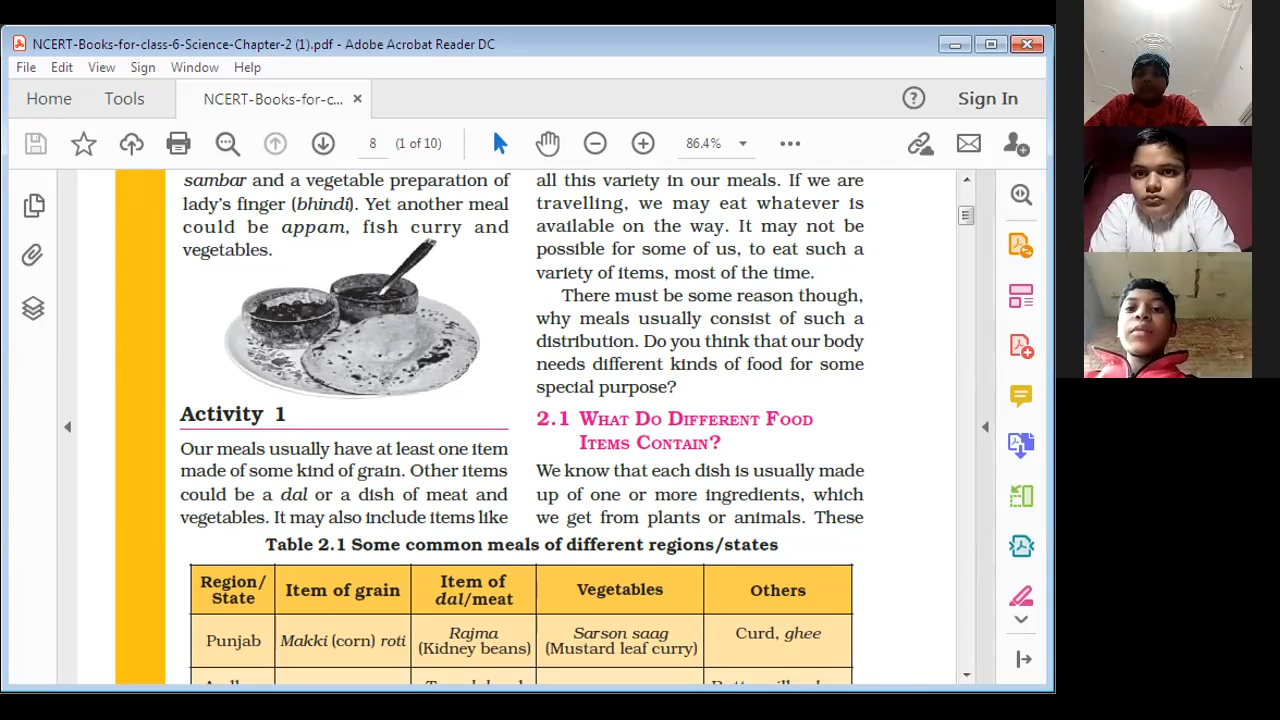 NCERT-Books-for-class-6-Science-Chapter-2 (1).pdf - Adobe Acrobat Reader DC
File Edit View Sign Window Help
Home Tools NCERT-Books-for-c... × Sign In
8 (1 of 10) 86.4%
sambar and a vegetable preparation of
lady's finger (bhindi). Yet another meal
could be appam, fish curry and
vegetables.
Activity 1
Our meals usually have at least one item
made of some kind of grain. Other items
could be a dal or a dish of meat and
vegetables. It may also include items like
all this variety in our meals. If we are
travelling, we may eat whatever is
available on the way. It may not be
possible for some of us, to eat such a
variety of items, most of the time.
There must be some reason though,
why meals usually consist of such a
distribution. Do you think that our body
needs different kinds of food for some
special purpose?
2.1 WHAT DO DIFFERENT FOOD
ITEMS CONTAIN?
We know that each dish is usually made
up of one or more ingredients, which
we get from plants or animals. These
Table 2.1 Some common meals of different regions/states
Region/
State
Item of grain
Item of
dal/meat
Vegetables
Others
Punjab
Makki (corn) roti
Rajma
(Kidney beans)
Sarson saag
(Mustard leaf curry)
Curd, ghee